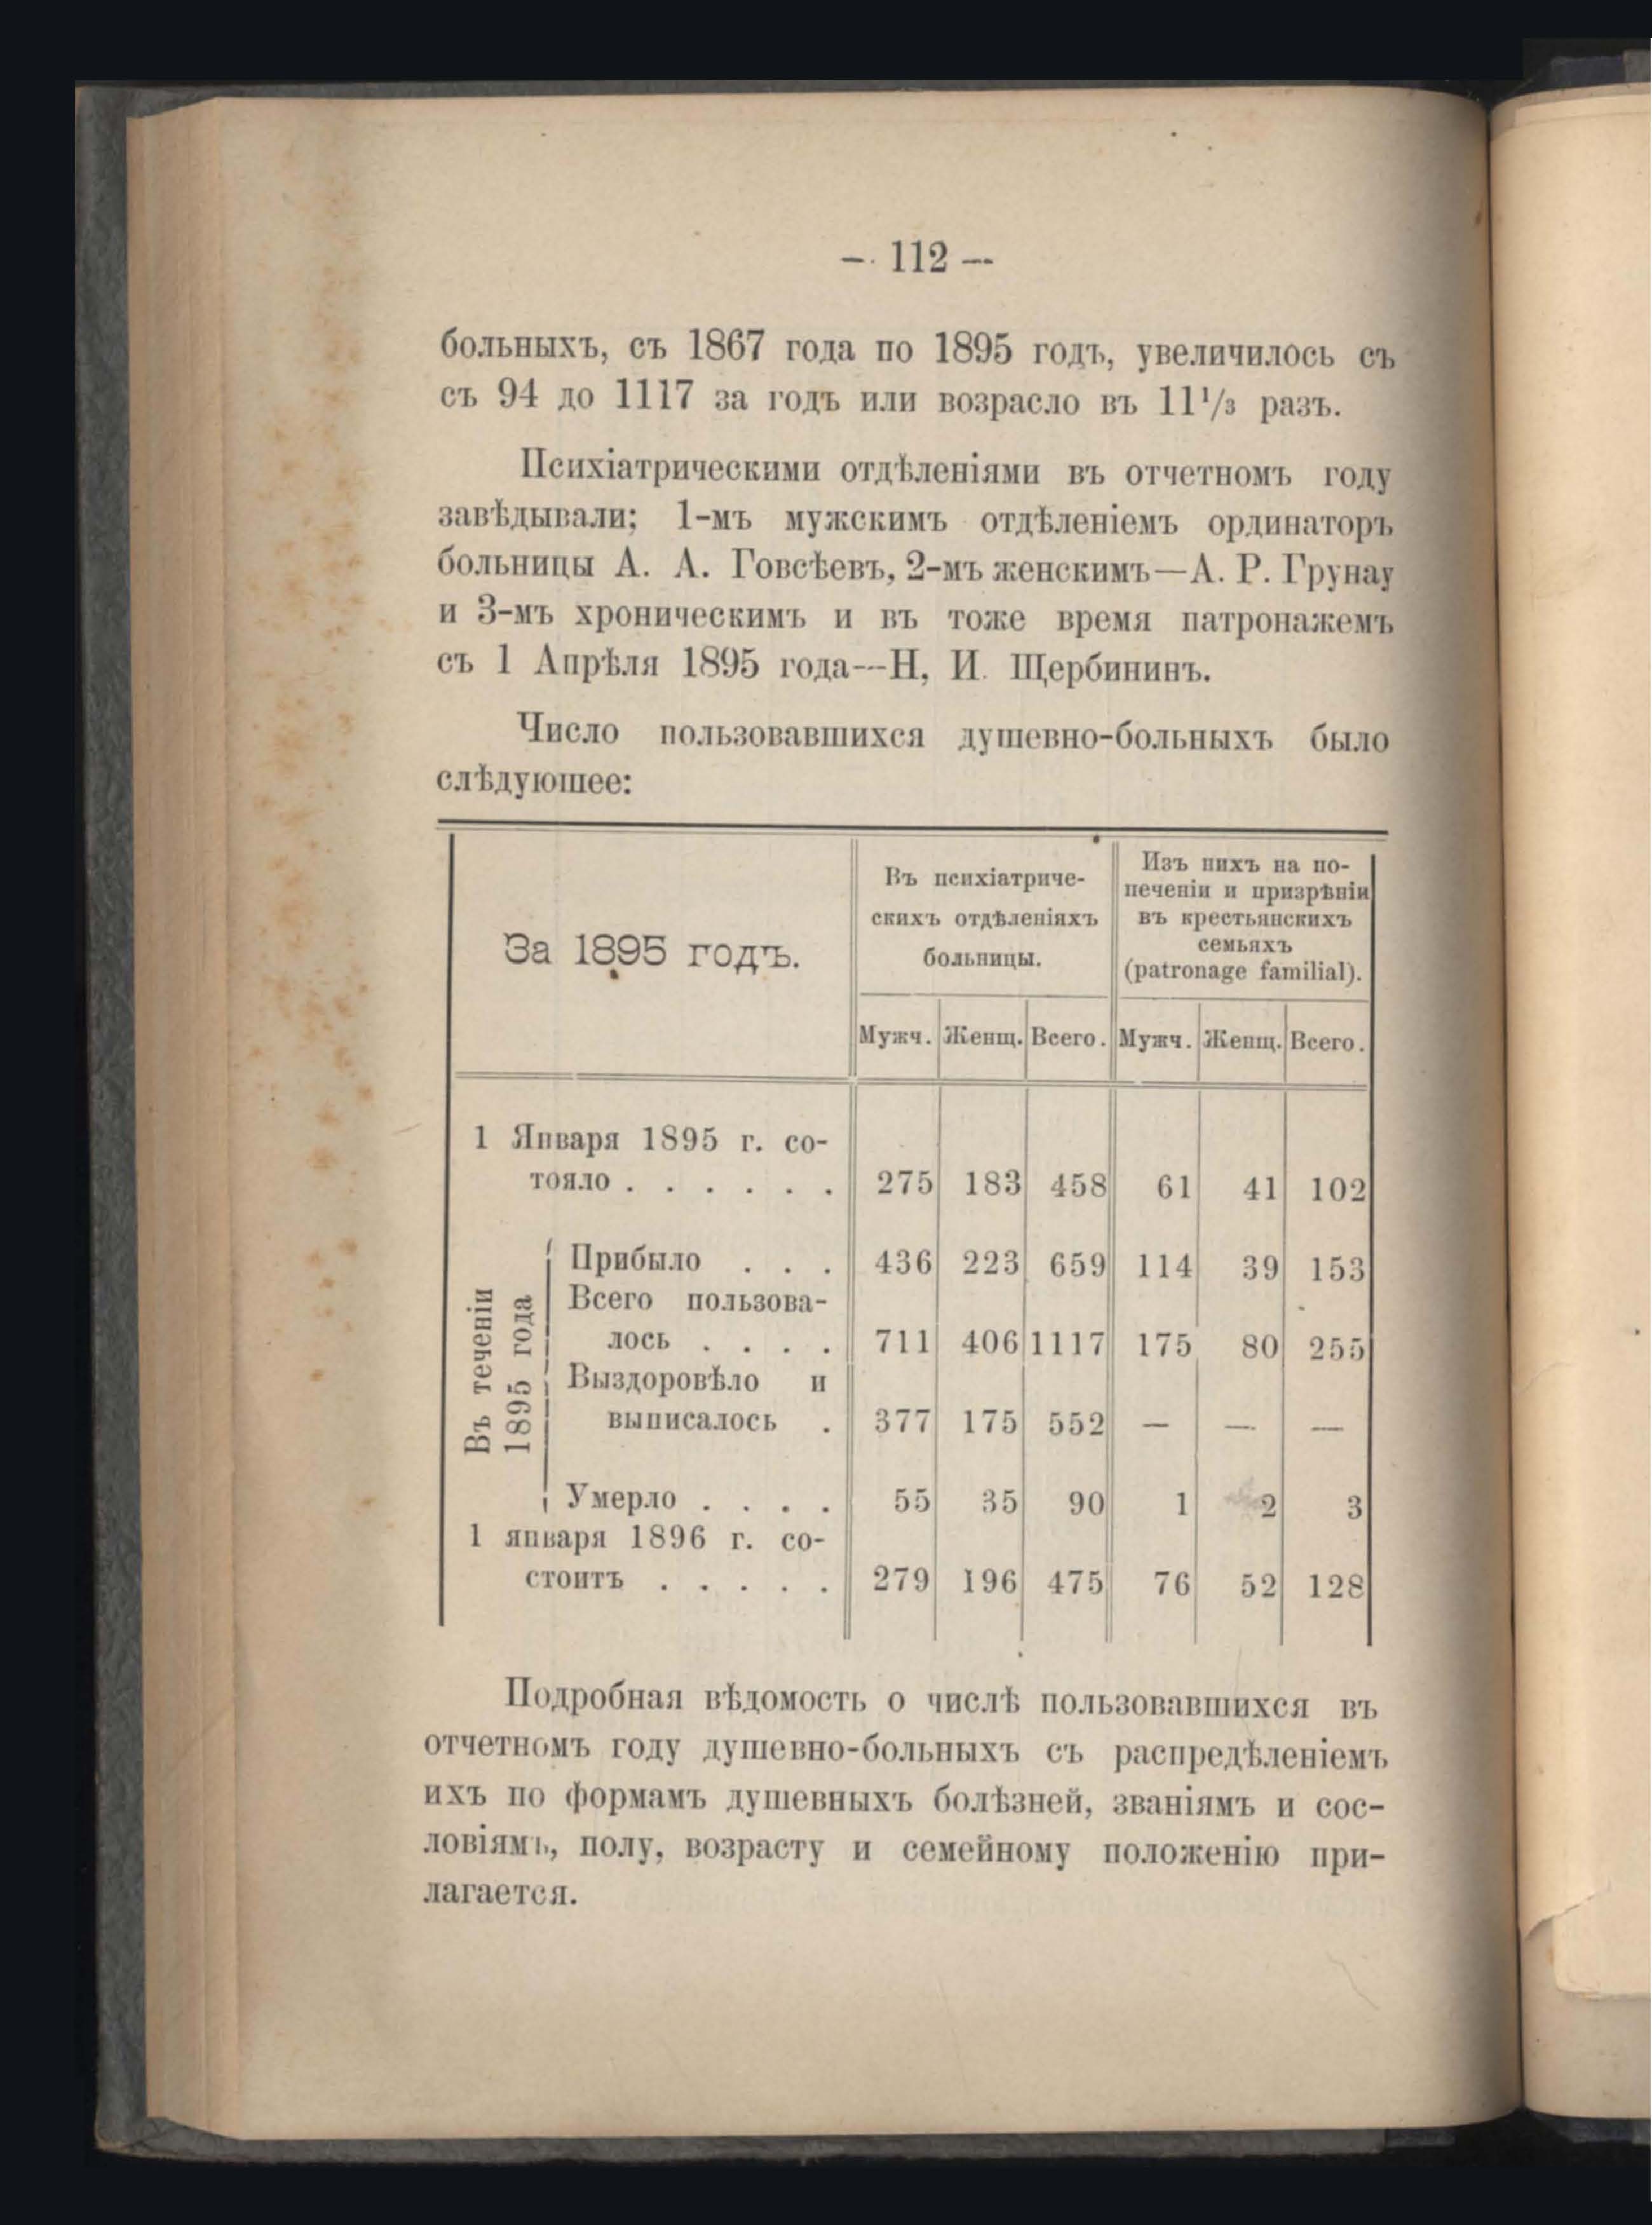 — 112 —
больныхъ, съ 1867 года по 1895 годъ, увеличилось съ
съ 94 до 1117 за годъ или возрасло въ 11¹/₃ разъ.
Психіатрическими отдѣленіями въ отчетномъ году
завѣдывали; 1-мъ мужскимъ отдѣленіемъ ординаторъ
больницы А. А. Говсѣевъ, 2-мъ женскимъ—А. Р. Грунау
и 3-мъ хроническимъ и въ тоже время патронажемъ
съ 1 Апрѣля 1895 года—Н, И. Щербининъ.
Число пользовавшихся душевно-больныхъ было
слѣдующее:
За 1895 годъ.
Въ психіатриче-
скихъ отдѣленіяхъ
больницы.
Изъ нихъ на по-
печеніи и призрѣніи
въ крестьянскихъ
семьяхъ
(patronage familial).
Мужч. Женщ. Всего. Мужч. Женщ. Всего.
1 Января 1895 г. со-
тояло . . . . . . 275 183 458 61 41 102
Въ теченіи
1895 года
Прибыло . . . 436 223 659 114 39 153
Всего пользова-
лось . . . . 711 406 1117 175 80 255
Выздоровѣло и
выписалось . 377 175 552 — — —
Умерло . . . . 55 35 90 1 2 3
1 января 1896 г. со-
стоитъ . . . . . 279 196 475 76 52 128
Подробная вѣдомость о числѣ пользовавшихся въ
отчетномъ году душевно-больныхъ съ распредѣленіемъ
ихъ по формамъ душевныхъ болѣзней, званіямъ и сос-
ловіямъ, полу, возрасту и семейному положенію при-
лагается.